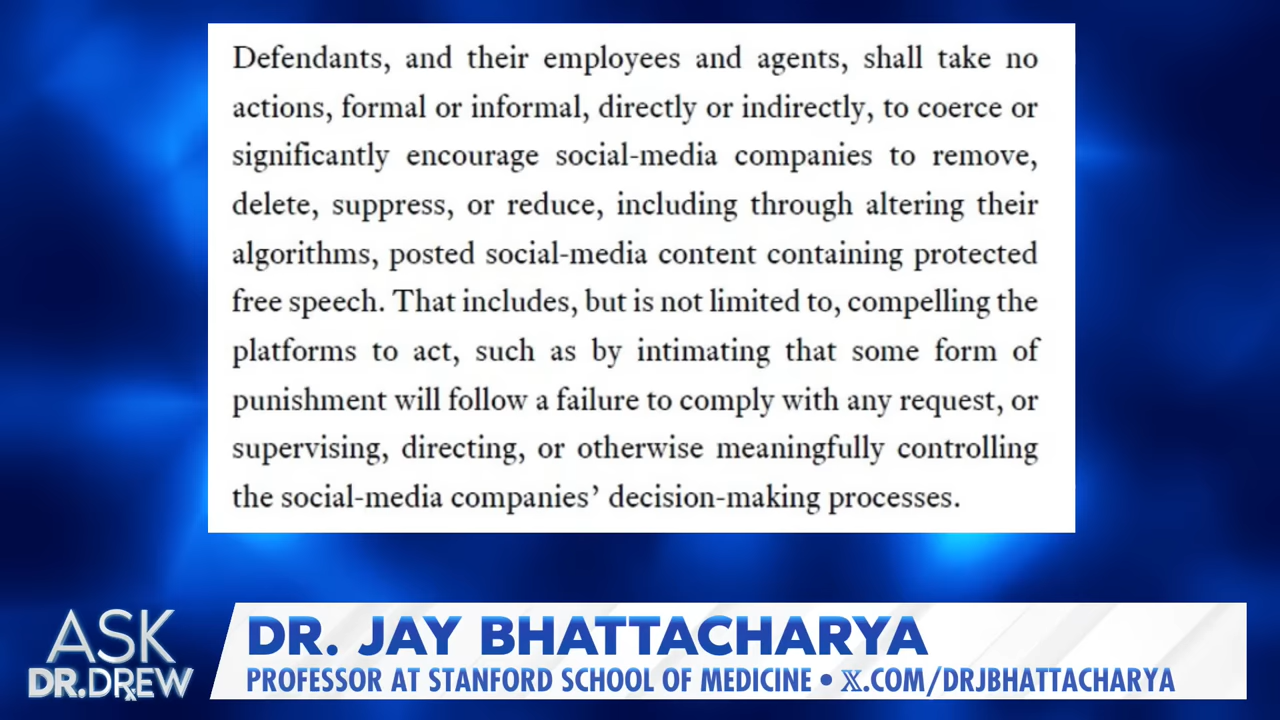 Defendants, and their employees and agents, shall take no
actions, formal or informal, directly or indirectly, to coerce or
significantly encourage social-media companies to remove,
delete, suppress, or reduce, including through altering their
algorithms, posted social-media content containing protected
free speech. That includes, but is not limited to, compelling the
platforms to act, such as by intimating that some form of
punishment will follow a failure to comply with any request, or
supervising, directing, or otherwise meaningfully controlling
the social-media companies’ decision-making processes.
ASK
DR. DREW
DR. JAY BHATTACHARYA
PROFESSOR AT STANFORD SCHOOL OF MEDICINE • 𝕏.COM/DRJBHATTACHARYA